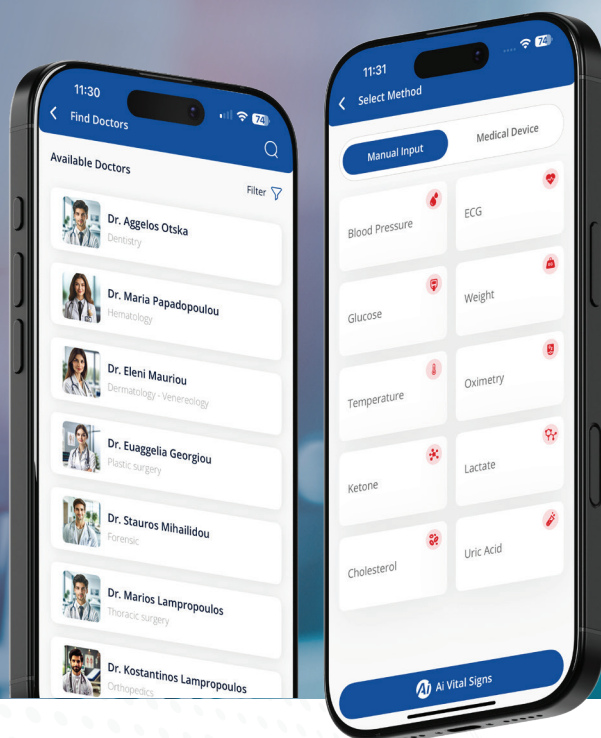 11:30
74
Find Doctors
Available Doctors
Filter
Dr. Aggelos Otska
Dentistry
Dr. Maria Papadopoulou
Hematology
Dr. Eleni Mauriou
Dermatology - Venereology
Dr. Euaggelia Georgiou
Plastic surgery
Dr. Stauros Mihailidou
Forensic
Dr. Marios Lampropoulos
Thoracic surgery
Dr. Kostantinos Lampropoulos
Orthopedics
11:31
74
Select Method
Manual Input
Medical Device
Blood Pressure
ECG
Glucose
Weight
Temperature
Oximetry
Ketone
Lactate
Cholesterol
Uric Acid
Ai Ai Vital Signs